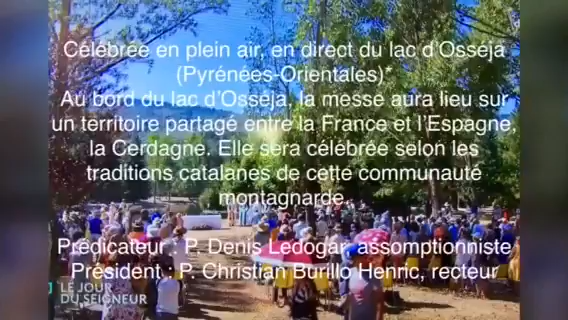 Célébrée en plein air, en direct du lac d'Osséja
(Pyrénées-Orientales)*
Au bord du lac d'Osséja, la messe aura lieu sur
un territoire partagé entre la France et l'Espagne,
la Cerdagne. Elle sera célébrée selon les
traditions catalanes de cette communauté
montagnarde.
Prédicateur : P. Denis Ledogar, assomptionniste
Président : P. Christian Burillo Henric, recteur
LE JOUR
DU SEIGNEUR